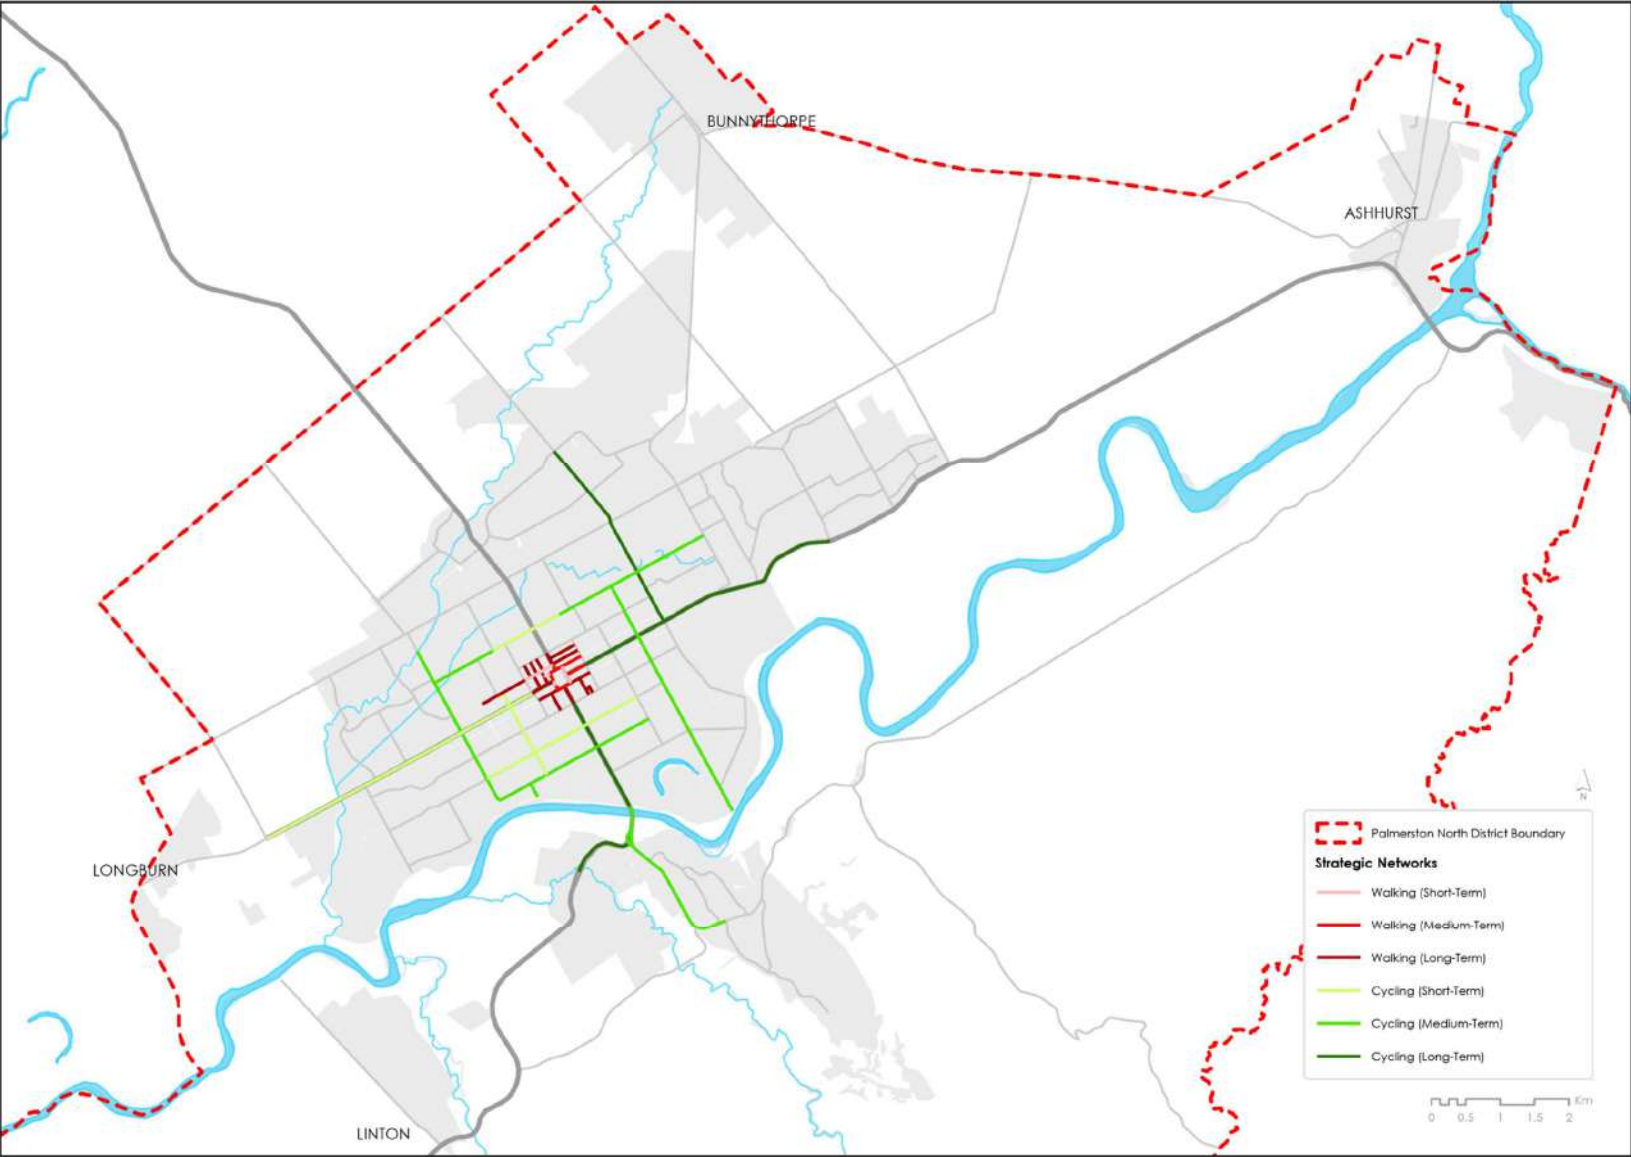 BUNNYTHORPE
ASHHURST
LONGBURN
LINTON
N
Palmerston North District Boundary
Strategic Networks
Walking (Short-Term)
Walking (Medium-Term)
Walking (Long-Term)
Cycling (Short-Term)
Cycling (Medium-Term)
Cycling (Long-Term)
Km
0 0.5 1 1.5 2